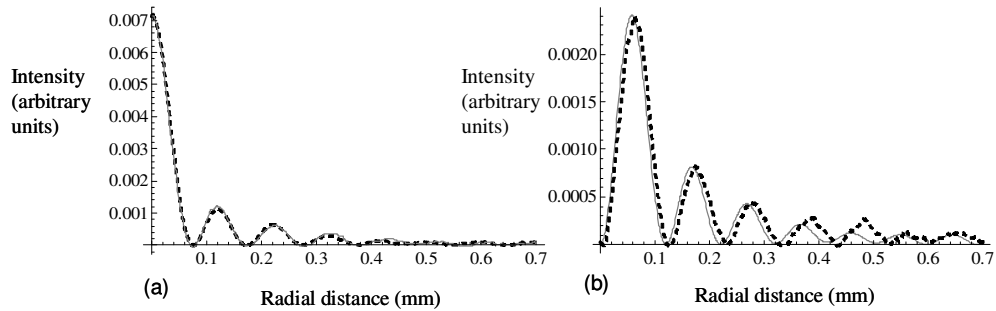 0.007
0.006
0.005
0.004
0.003
0.002
0.001
Intensity
(arbitrary
units)
0.1 0.2 0.3 0.4 0.5 0.6 0.7
(a)
Radial distance (mm)
0.0020
0.0015
0.0010
0.0005
Intensity
(arbitrary
units)
0.1 0.2 0.3 0.4 0.5 0.6 0.7
(b)
Radial distance (mm)